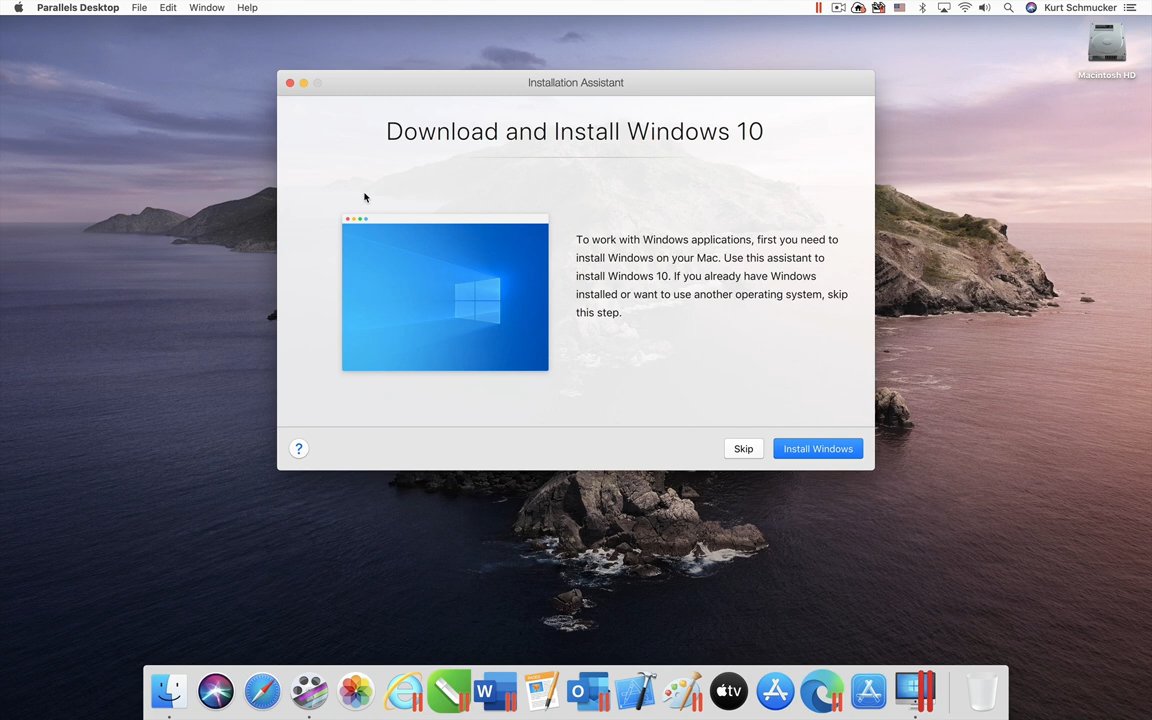 Parallels Desktop File Edit Window Help Kurt Schmucker
Macintosh HD
Installation Assistant
Download and Install Windows 10
To work with Windows applications, first you need to
install Windows on your Mac. Use this assistant to
install Windows 10. If you already have Windows
installed or want to use another operating system, skip
this step.
? Skip Install Windows
W O tv